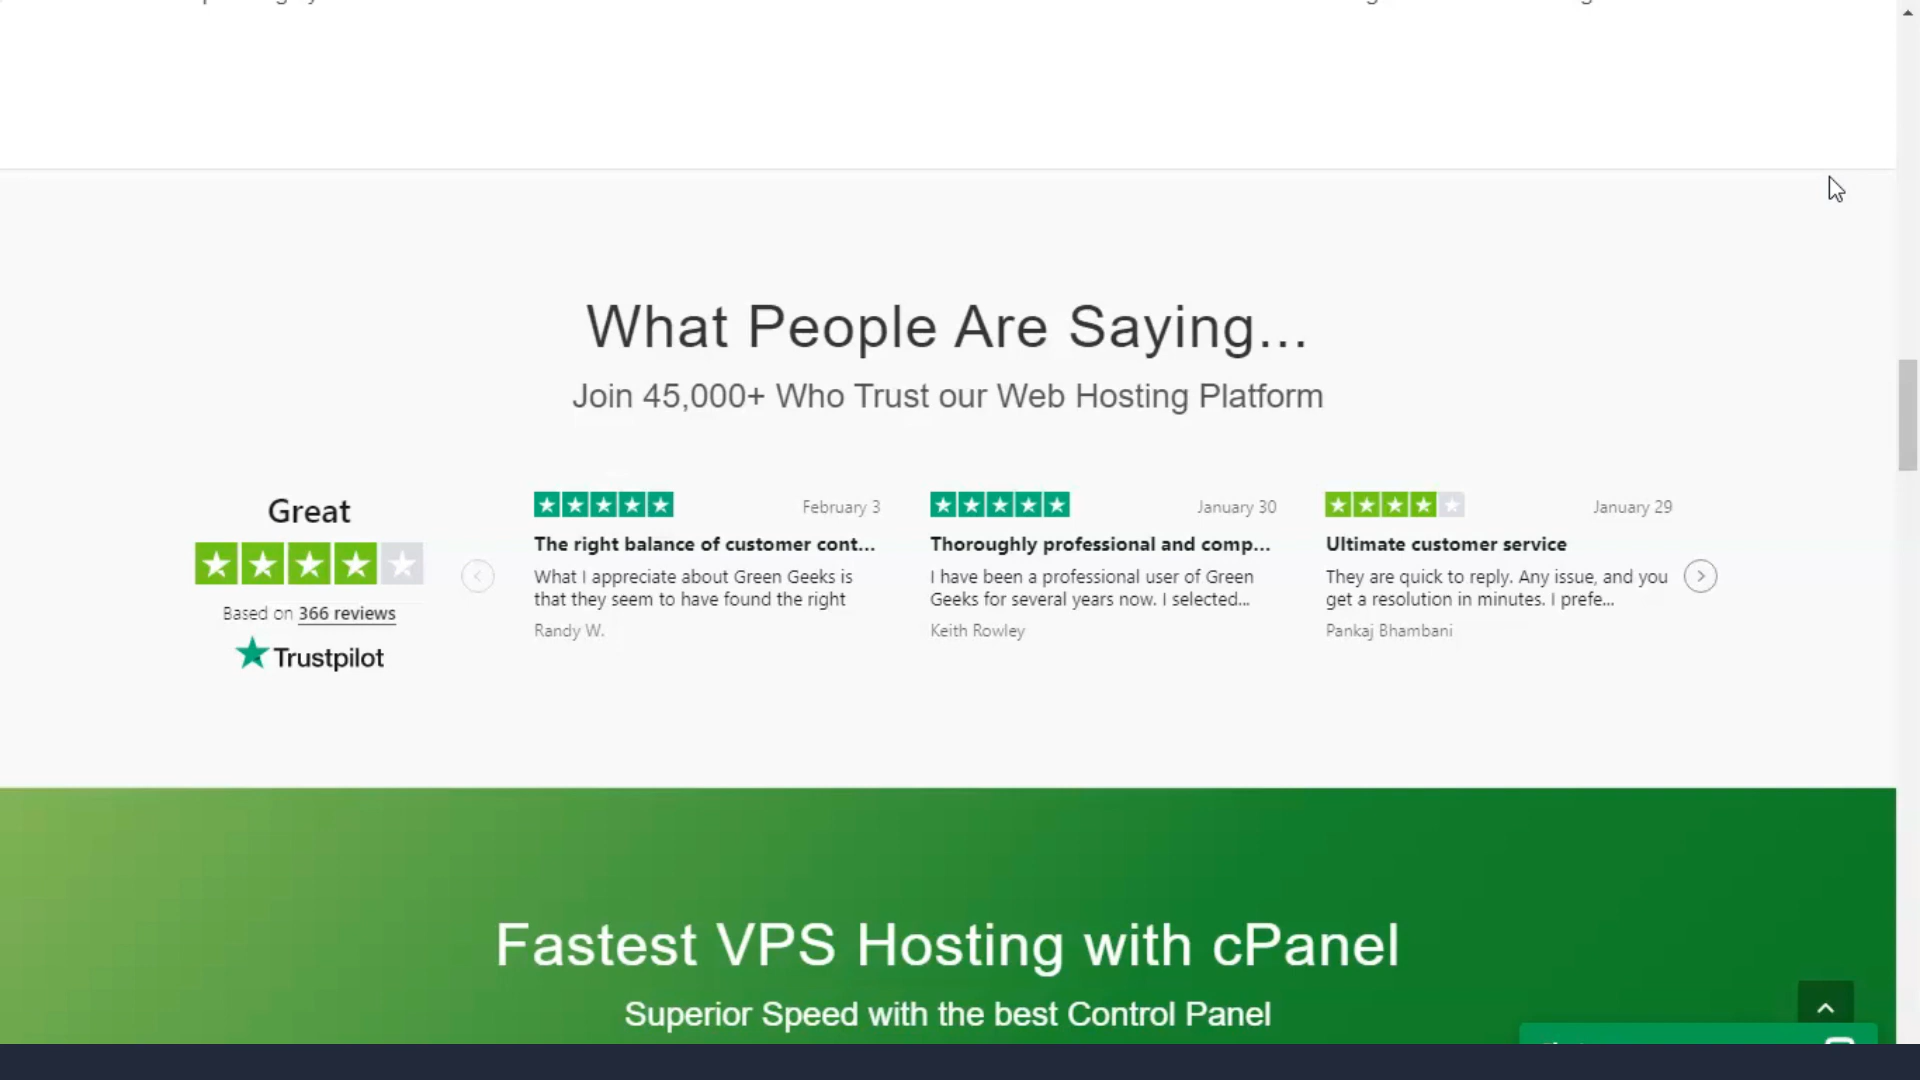 What People Are Saying...
Join 45,000+ Who Trust our Web Hosting Platform
Great
Based on 366 reviews
Trustpilot
February 3
The right balance of customer cont...
What I appreciate about Green Geeks is
that they seem to have found the right
Randy W.
January 30
Thoroughly professional and comp...
I have been a professional user of Green
Geeks for several years now. I selected...
Keith Rowley
January 29
Ultimate customer service
They are quick to reply. Any issue, and you
get a resolution in minutes. I prefe...
Pankaj Bhambani
Fastest VPS Hosting with cPanel
Superior Speed with the best Control Panel